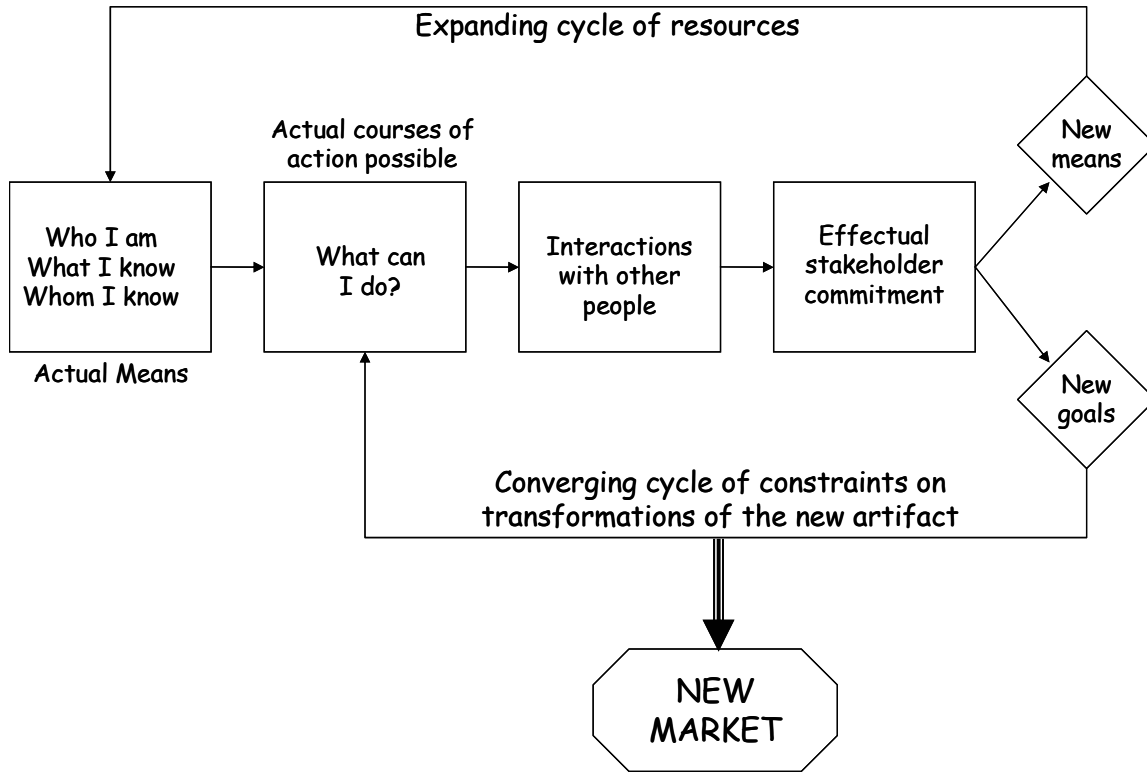 Expanding cycle of resources
Actual courses of
action possible
New
means
Who I am
What I know
Whom I know
What can
I do?
Interactions
with other
people
Effectual
stakeholder
commitment
Actual Means
New
goals
Converging cycle of constraints on
transformations of the new artifact
NEW
MARKET